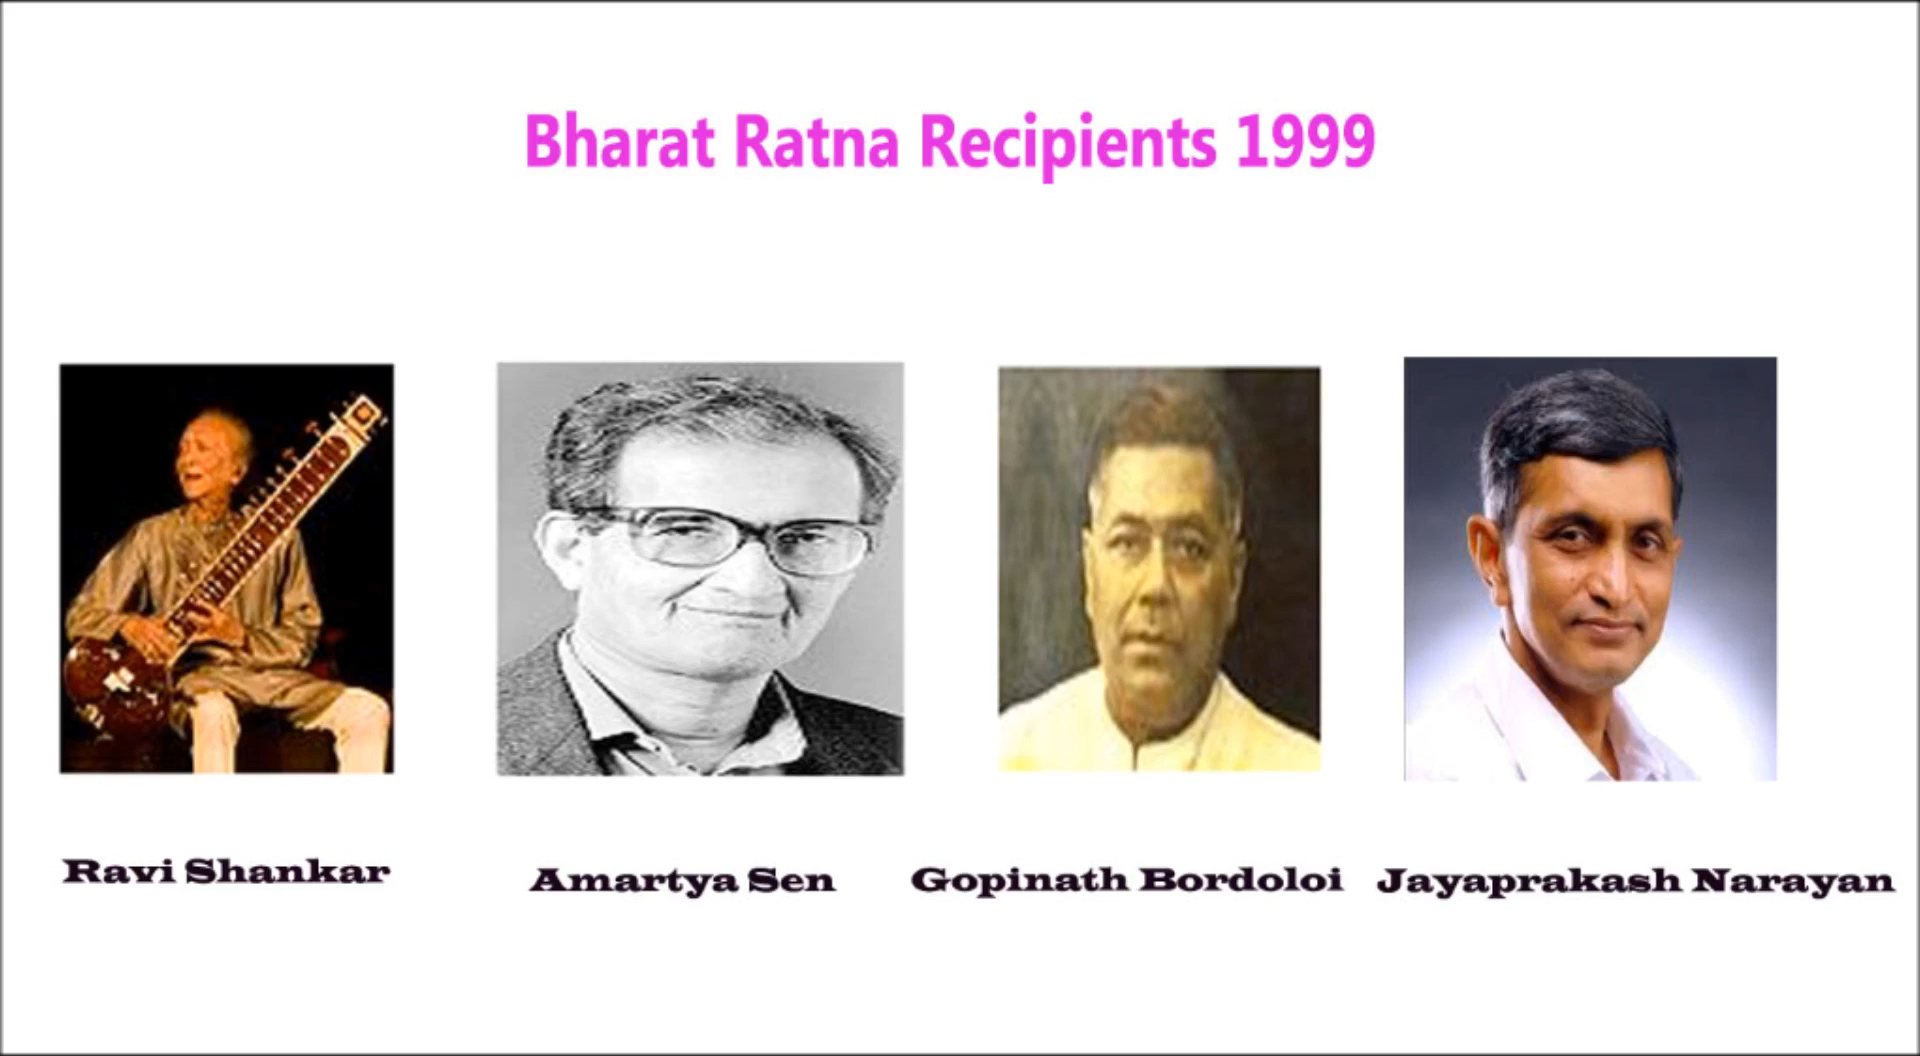 Bharat Ratna Recipients 1999
Ravi Shankar
Amartya Sen
Gopinath Bordoloi
Jayaprakash Narayan